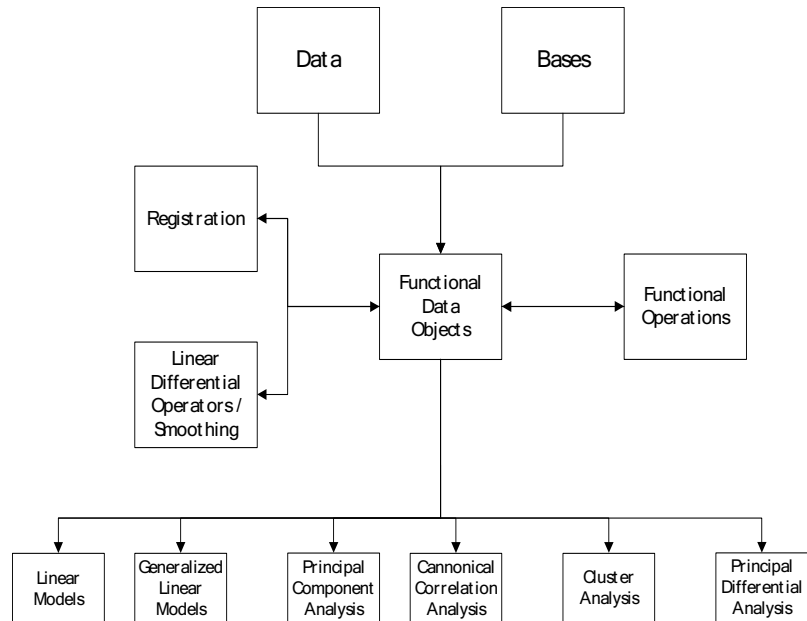 Data
Bases
Registration
Functional
Data
Objects
Functional
Operations
Linear
Differential
Operators /
Smoothing
Linear
Models
Generalized
Linear
Models
Principal
Component
Analysis
Cannonical
Correlation
Analysis
Cluster
Analysis
Principal
Differential
Analysis